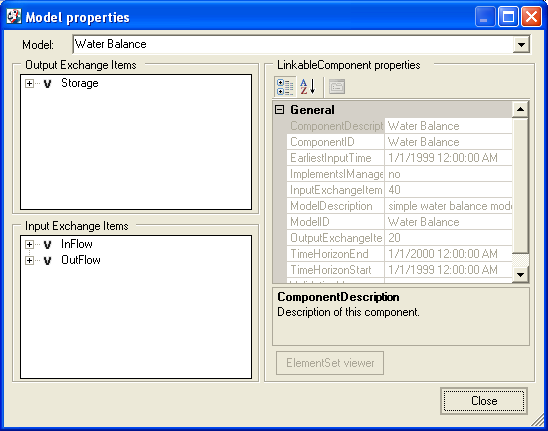 Model properties
Model:
Water Balance
Output Exchange Items
Storage
Input Exchange Items
InFlow
OutFlow
LinkableComponent properties
General
ComponentDescript Water Balance
ComponentID Water Balance
EarliestInputTime 1/1/1999 12:00:00 AM
ImplementsIManage no
InputExchangeItem 40
ModelDescription simple water balance mode
ModelID Water Balance
OutputExchangeIte 20
TimeHorizonEnd 1/1/2000 12:00:00 AM
TimeHorizonStart 1/1/1999 12:00:00 AM
ComponentDescription
Description of this component.
ElementSet viewer
Close